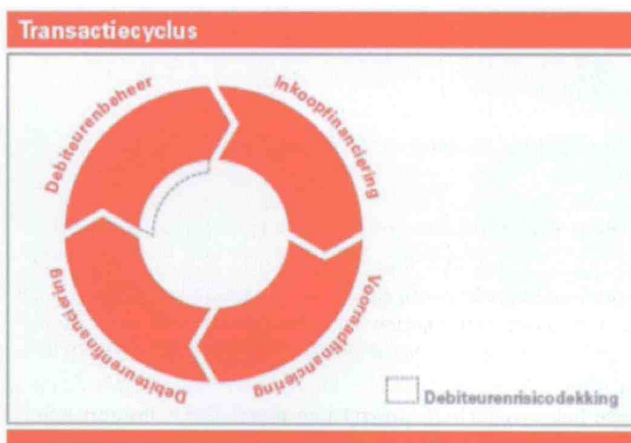 Transactiecyclus
Debiteurenbeheer
Inkoopfinanciering
Debiteurenfinanciering
Voorraadfinanciering
Debiteurenrisicodekking